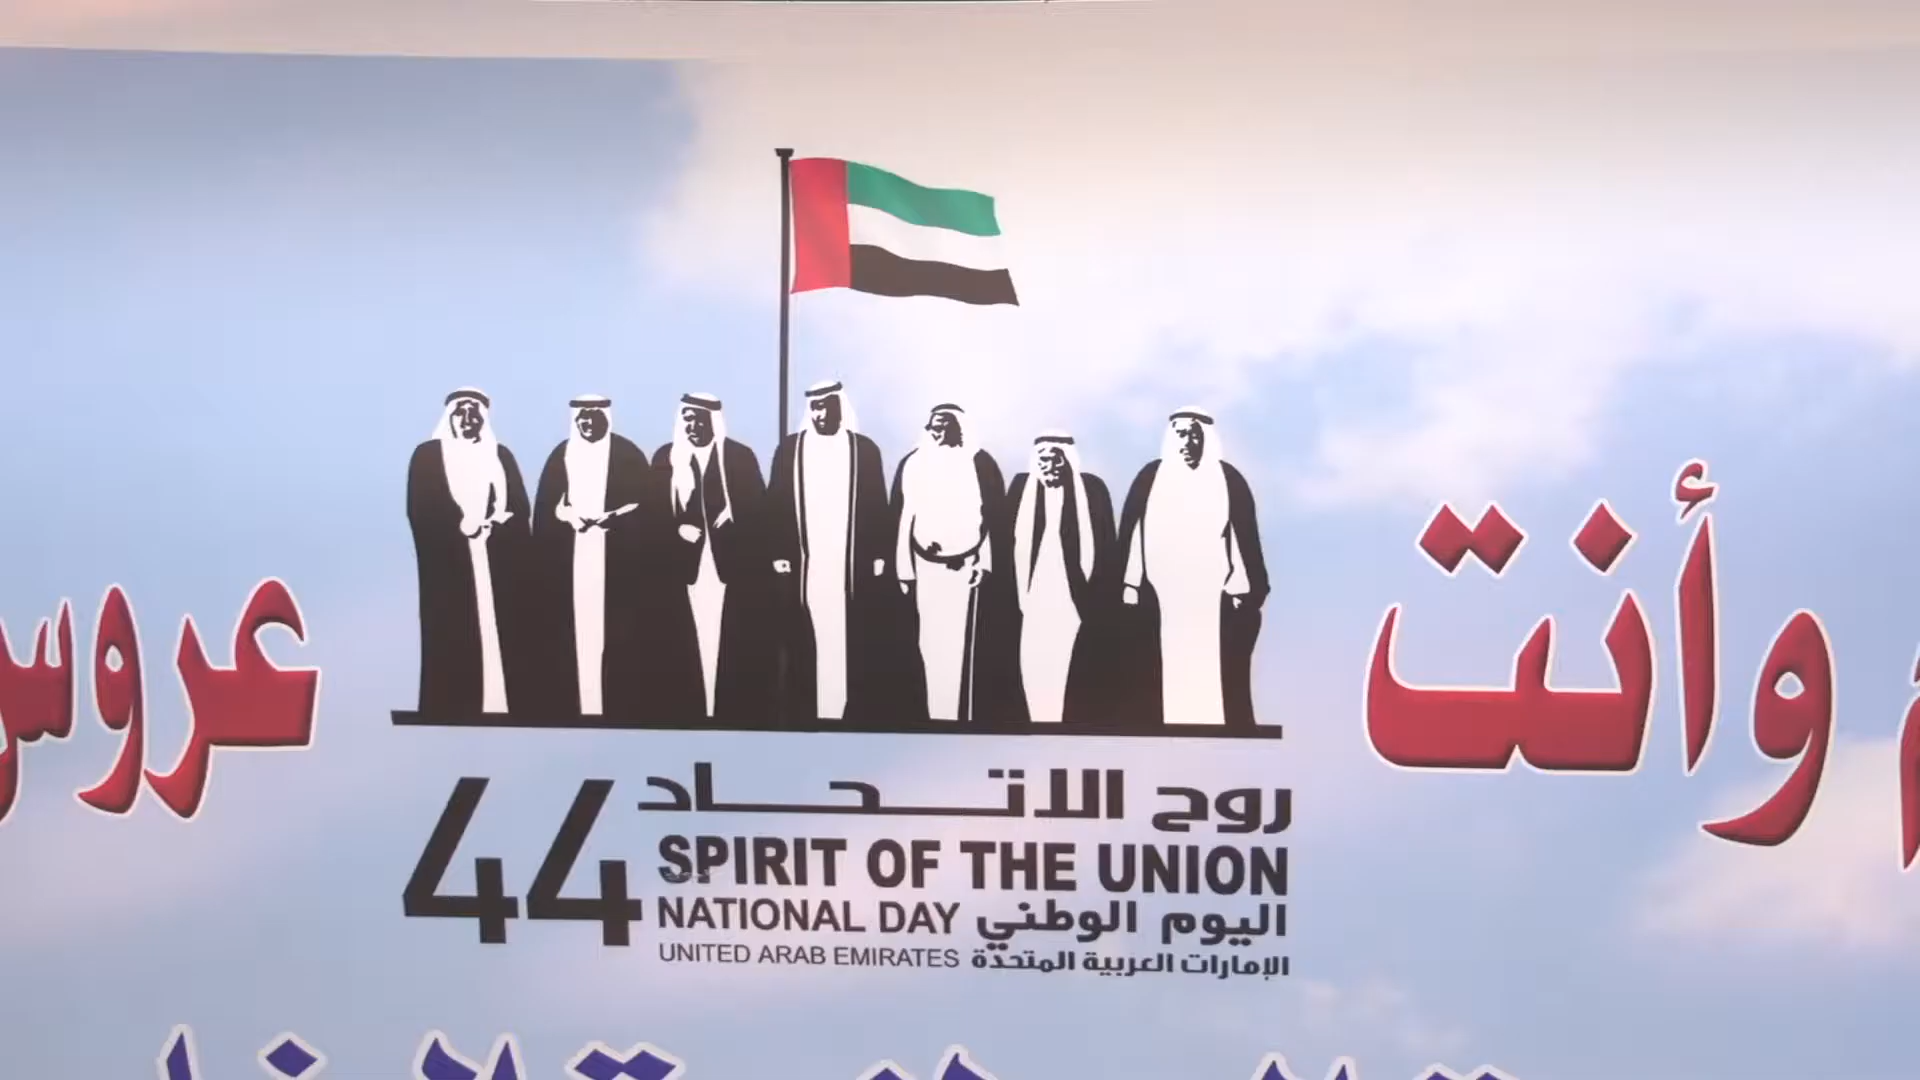 وأنت
عروس
روح الاتحاد
44 SPIRIT OF THE UNION
NATIONAL DAY اليوم الوطني
UNITED ARAB EMIRATES الإمارات العربية المتحدة